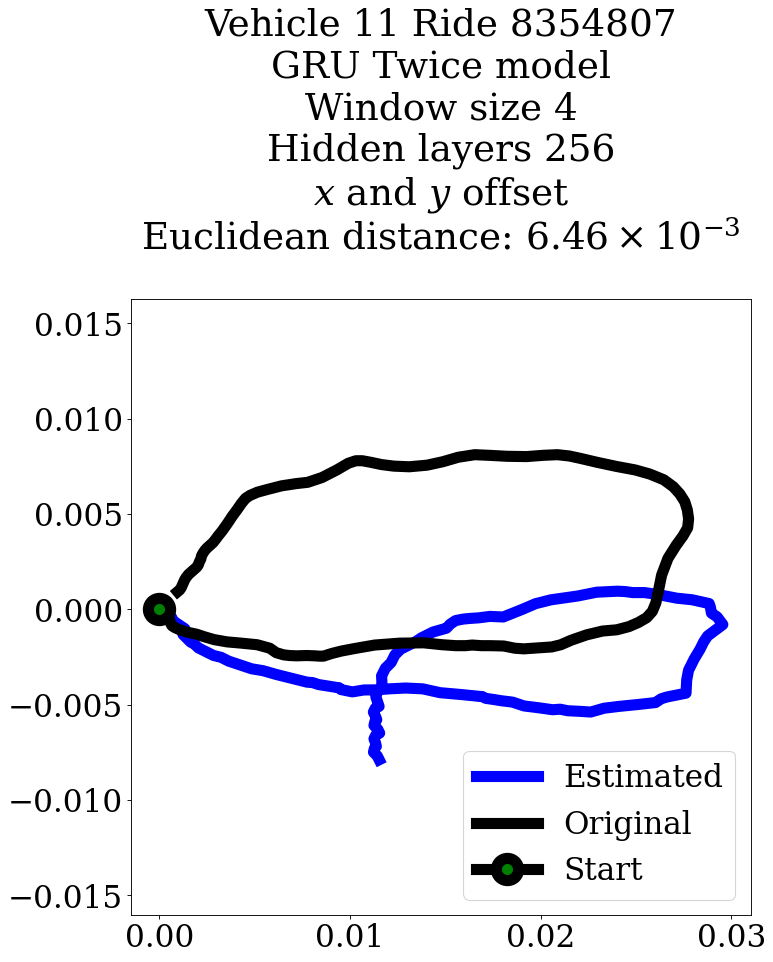 Vehicle 11 Ride 8354807
GRU Twice model
Window size 4
Hidden layers 256
x and y offset
Euclidean distance: 6.46 × 10⁻³
0.015
0.010
0.005
0.000
−0.005
−0.010
−0.015
Estimated
Original
Start
0.00 0.01 0.02 0.03